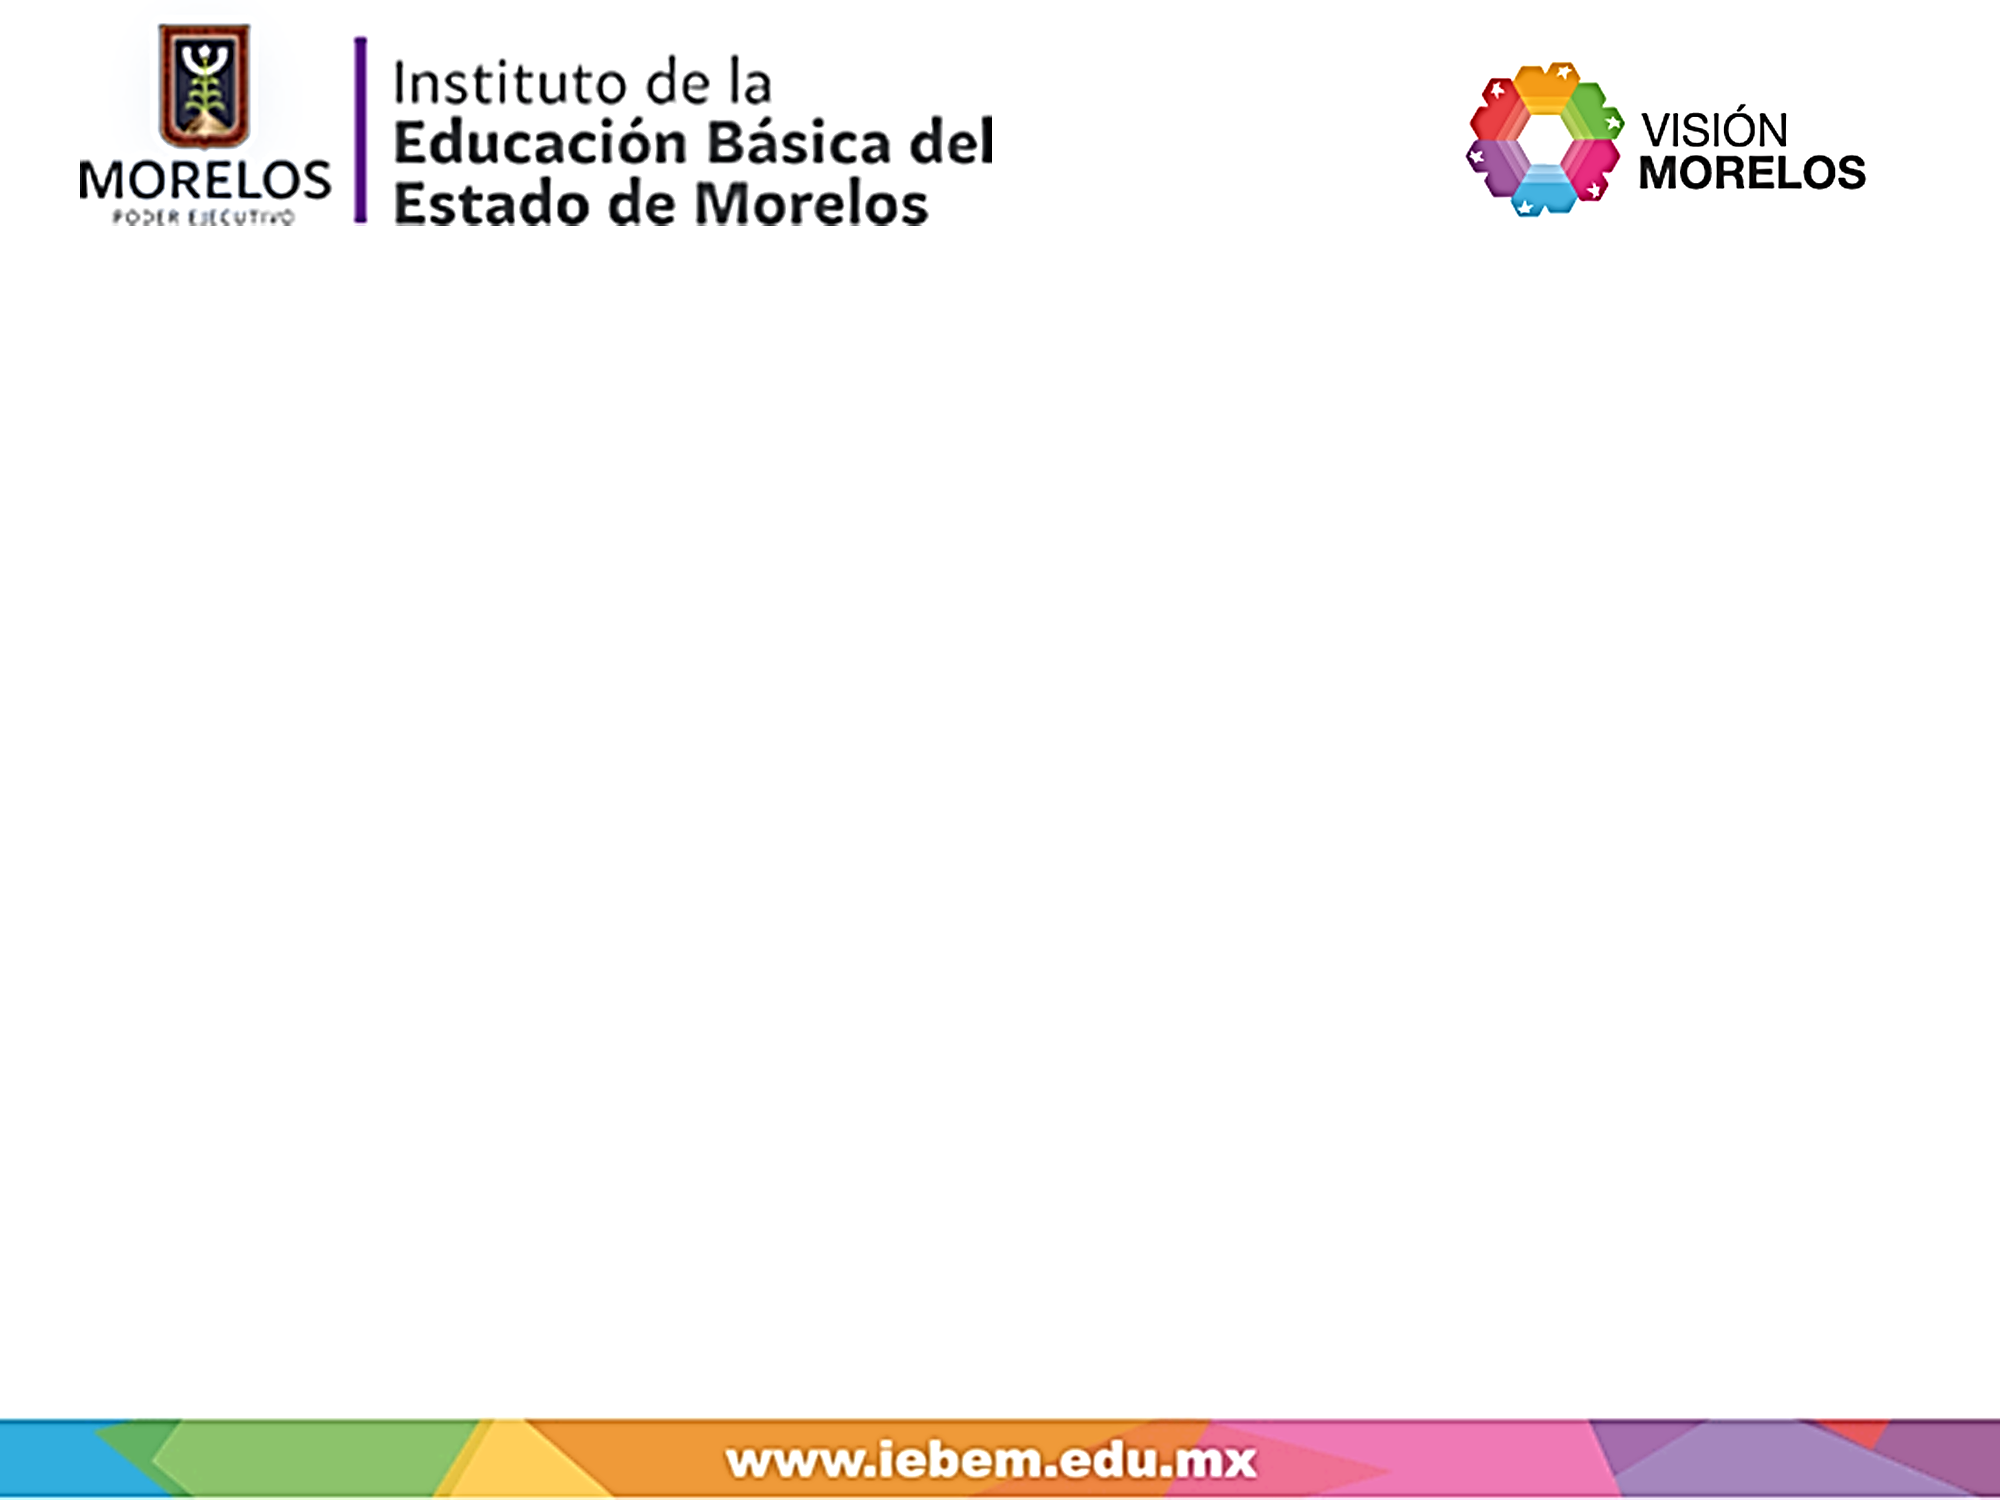 MORELOS
PODER EJECUTIVO
Instituto de la
Educación Básica del
Estado de Morelos
VISIÓN
MORELOS
www.iebem.edu.mx